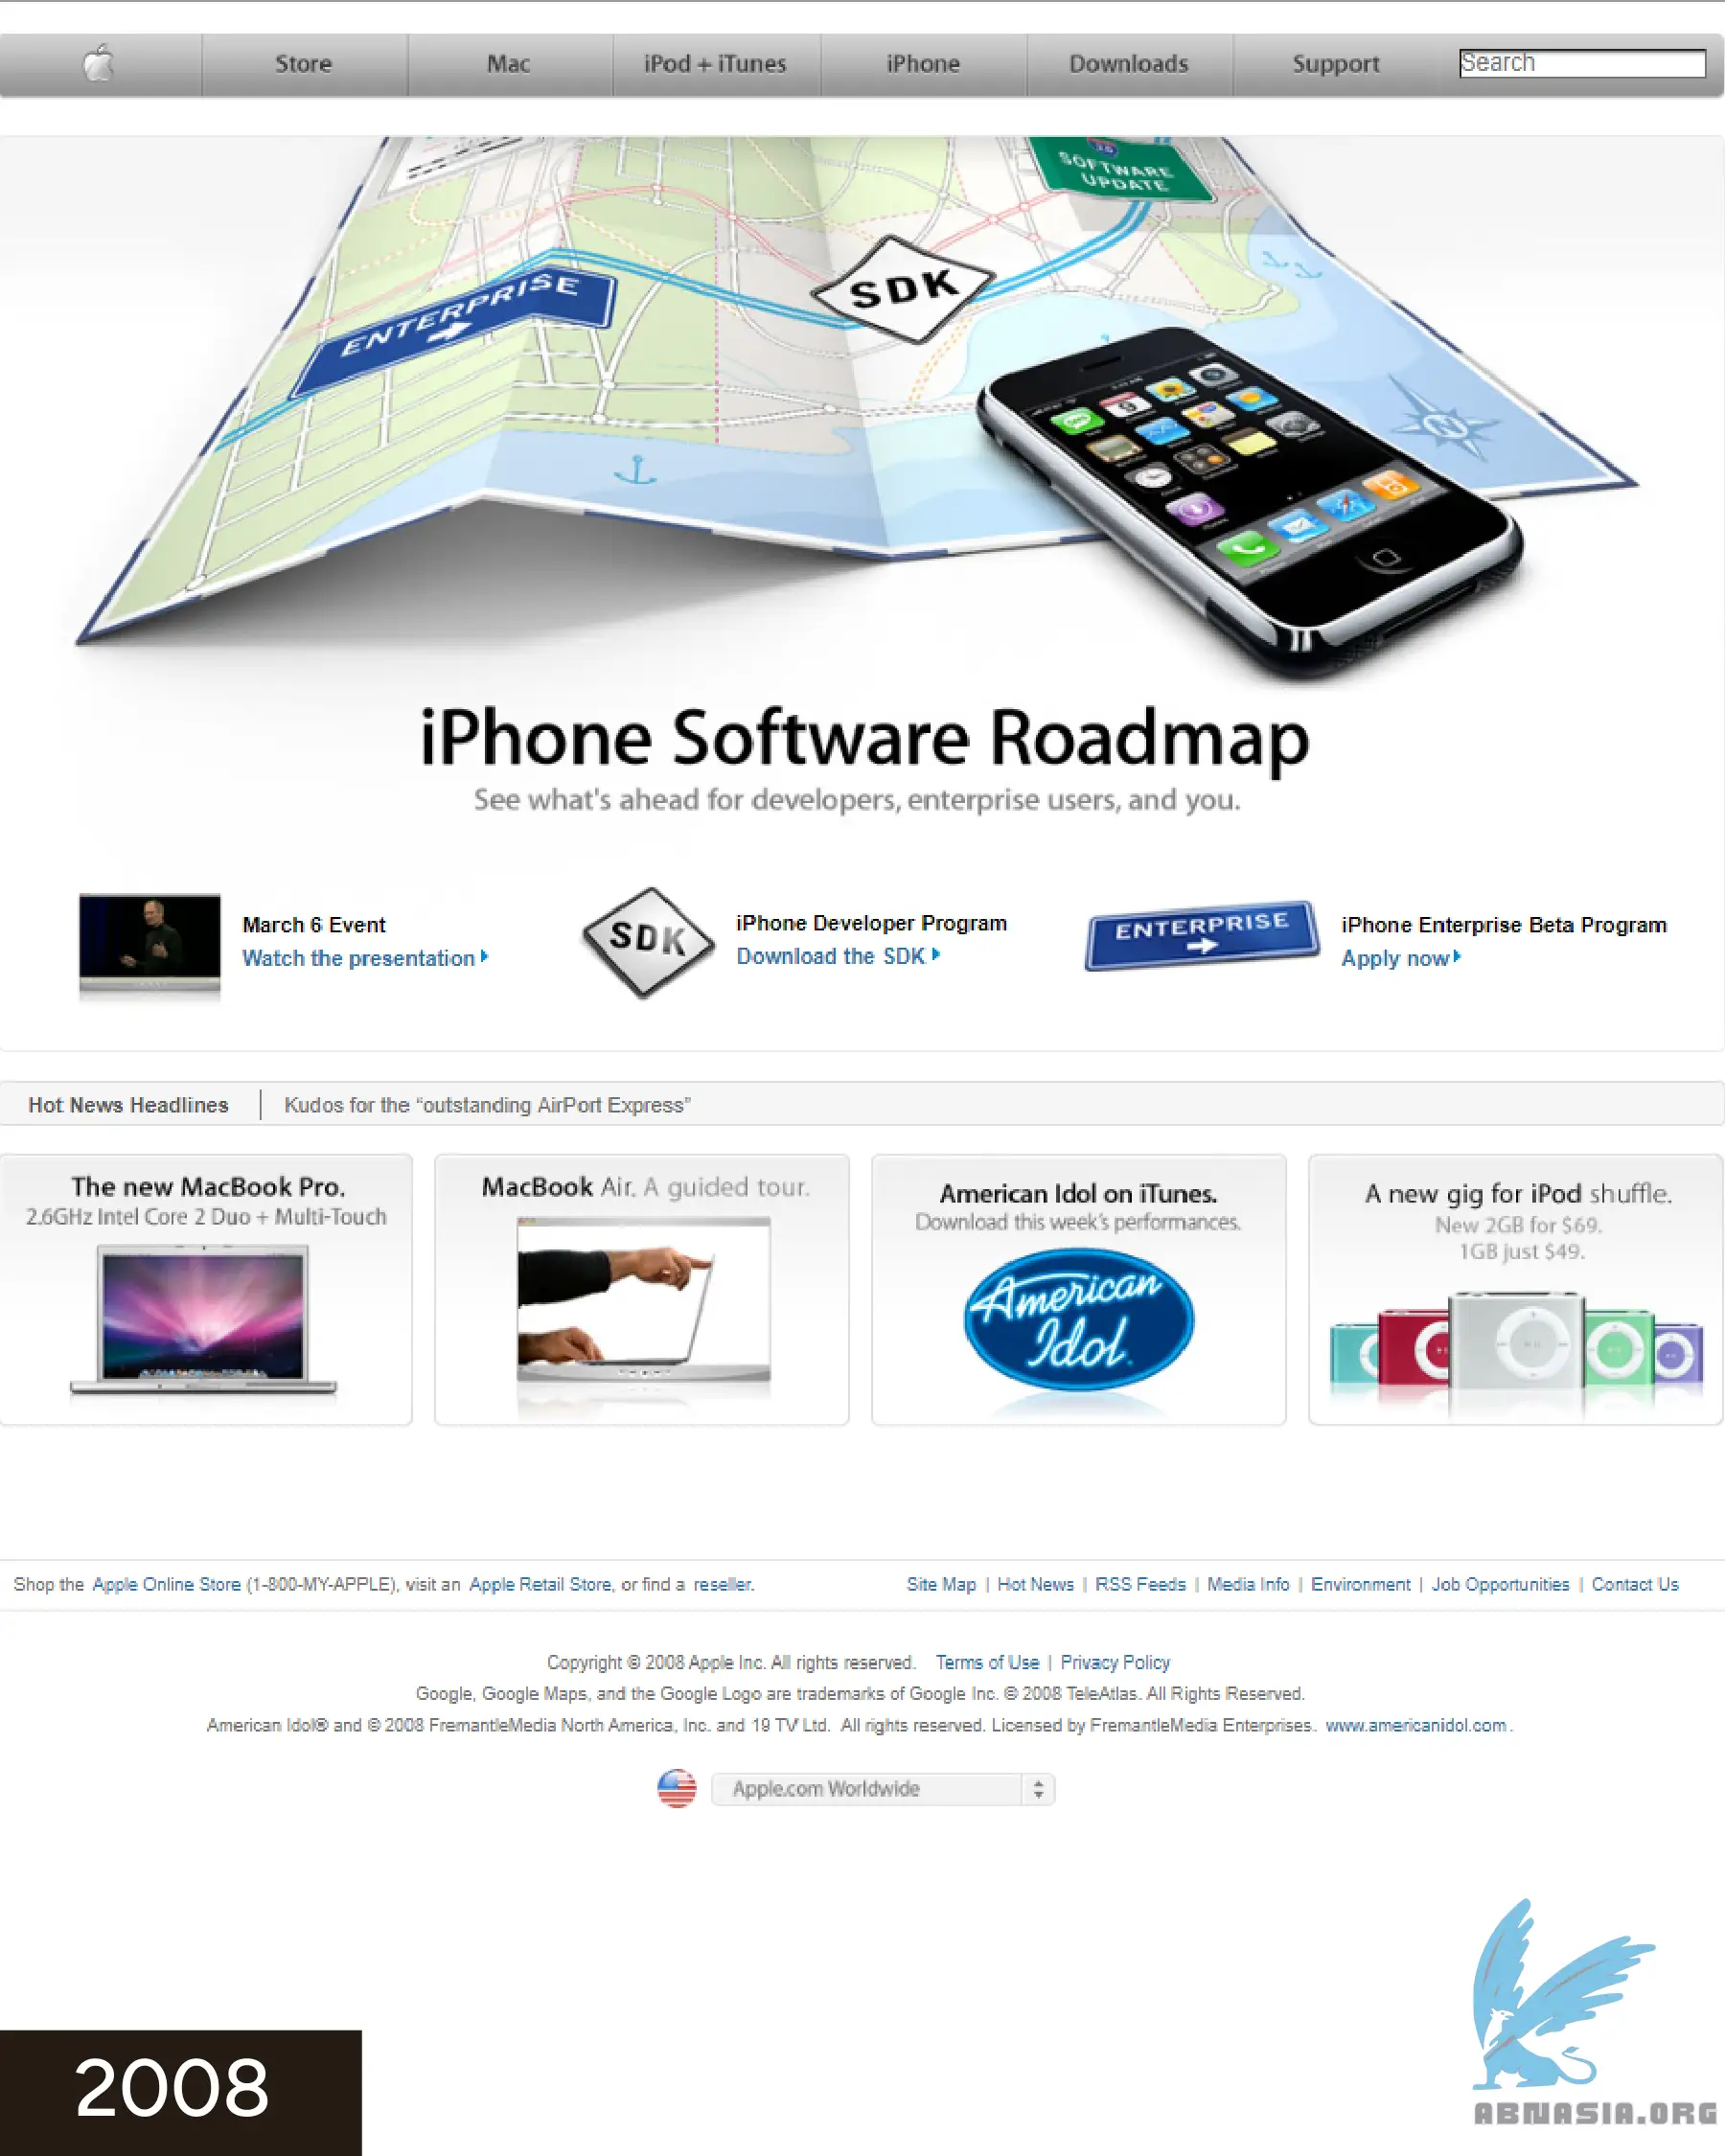 Store
Mac
iPod + iTunes
iPhone
Downloads
Support
Search
SOFTWARE
UPDATE
ENTERPRISE
SDK
N
iPhone Software Roadmap
See what's ahead for developers, enterprise users, and you.
March 6 Event
Watch the presentation
SDK
iPhone Developer Program
Download the SDK
ENTERPRISE
iPhone Enterprise Beta Program
Apply now
Hot News Headlines
Kudos for the “outstanding AirPort Express”
The new MacBook Pro.
2.6GHz Intel Core 2 Duo + Multi-Touch
MacBook Air. A guided tour.
American Idol on iTunes.
Download this week's performances.
American
Idol.
A new gig for iPod shuffle.
New 2GB for $69.
1GB just $49.
Shop the Apple Online Store (1-800-MY-APPLE), visit an Apple Retail Store, or find a reseller.
Site Map | Hot News | RSS Feeds | Media Info | Environment | Job Opportunities | Contact Us
Copyright © 2008 Apple Inc. All rights reserved. Terms of Use | Privacy Policy
Google, Google Maps, and the Google Logo are trademarks of Google Inc. © 2008 TeleAtlas. All Rights Reserved.
American Idol® and © 2008 FremantleMedia North America, Inc. and 19 TV Ltd. All rights reserved. Licensed by FremantleMedia Enterprises. www.americanidol.com.
Apple.com Worldwide
2008
ABNASIA.ORG